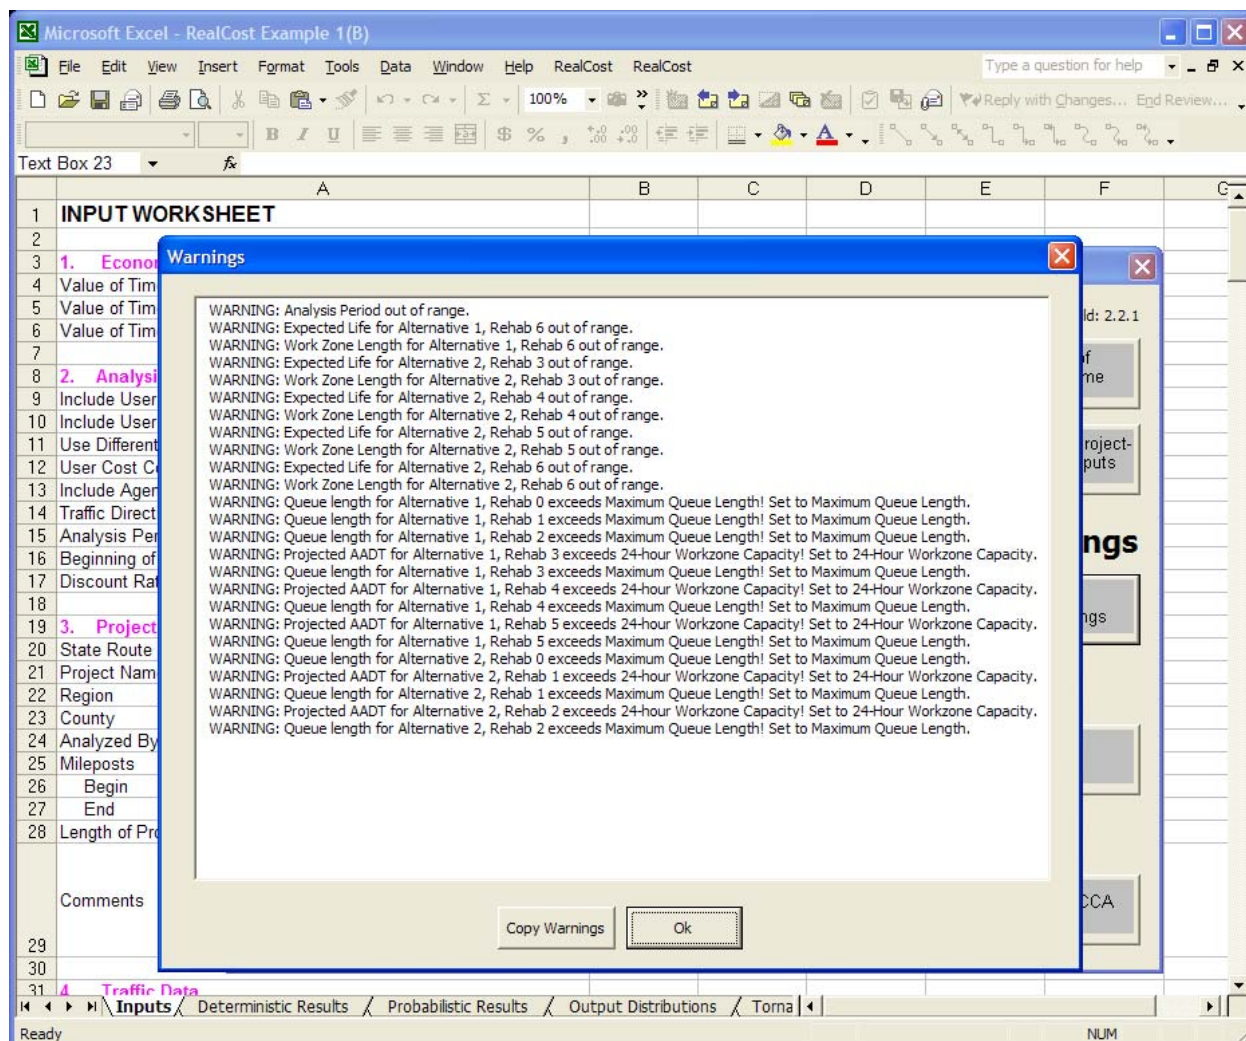 Microsoft Excel - RealCost Example 1(B)
File Edit View Insert Format Tools Data Window Help RealCost RealCost Type a question for help
100% Reply with Changes... End Review...
B I U $ % ,
Text Box 23 fx
A B C D E F G
1 INPUT WORKSHEET
2
3 1. Econo
4 Value of Tim
5 Value of Tim
6 Value of Tim
7
8 2. Analysi
9 Include User
10 Include User
11 Use Different
12 User Cost C
13 Include Agen
14 Traffic Direct
15 Analysis Per
16 Beginning of
17 Discount Rat
18
19 3. Project
20 State Route
21 Project Nam
22 Region
23 County
24 Analyzed By
25 Mileposts
26 Begin
27 End
28 Length of Pro
29 Comments
30
31 4. Traffic Data
Warnings
WARNING: Analysis Period out of range.
WARNING: Expected Life for Alternative 1, Rehab 6 out of range.
WARNING: Work Zone Length for Alternative 1, Rehab 6 out of range.
WARNING: Expected Life for Alternative 2, Rehab 3 out of range.
WARNING: Work Zone Length for Alternative 2, Rehab 3 out of range.
WARNING: Expected Life for Alternative 2, Rehab 4 out of range.
WARNING: Work Zone Length for Alternative 2, Rehab 4 out of range.
WARNING: Expected Life for Alternative 2, Rehab 5 out of range.
WARNING: Work Zone Length for Alternative 2, Rehab 5 out of range.
WARNING: Expected Life for Alternative 2, Rehab 6 out of range.
WARNING: Work Zone Length for Alternative 2, Rehab 6 out of range.
WARNING: Queue length for Alternative 1, Rehab 0 exceeds Maximum Queue Length! Set to Maximum Queue Length.
WARNING: Queue length for Alternative 1, Rehab 1 exceeds Maximum Queue Length! Set to Maximum Queue Length.
WARNING: Queue length for Alternative 1, Rehab 2 exceeds Maximum Queue Length! Set to Maximum Queue Length.
WARNING: Projected AADT for Alternative 1, Rehab 3 exceeds 24-hour Workzone Capacity! Set to 24-Hour Workzone Capacity.
WARNING: Queue length for Alternative 1, Rehab 3 exceeds Maximum Queue Length! Set to Maximum Queue Length.
WARNING: Projected AADT for Alternative 1, Rehab 4 exceeds 24-hour Workzone Capacity! Set to 24-Hour Workzone Capacity.
WARNING: Queue length for Alternative 1, Rehab 4 exceeds Maximum Queue Length! Set to Maximum Queue Length.
WARNING: Projected AADT for Alternative 1, Rehab 5 exceeds 24-hour Workzone Capacity! Set to 24-Hour Workzone Capacity.
WARNING: Queue length for Alternative 1, Rehab 5 exceeds Maximum Queue Length! Set to Maximum Queue Length.
WARNING: Queue length for Alternative 2, Rehab 0 exceeds Maximum Queue Length! Set to Maximum Queue Length.
WARNING: Projected AADT for Alternative 2, Rehab 1 exceeds 24-hour Workzone Capacity! Set to 24-Hour Workzone Capacity.
WARNING: Queue length for Alternative 2, Rehab 1 exceeds Maximum Queue Length! Set to Maximum Queue Length.
WARNING: Projected AADT for Alternative 2, Rehab 2 exceeds 24-hour Workzone Capacity! Set to 24-Hour Workzone Capacity.
WARNING: Queue length for Alternative 2, Rehab 2 exceeds Maximum Queue Length! Set to Maximum Queue Length.
Copy Warnings Ok
ld: 2.2.1
of
me
roject-
puts
ngs
ngs
CCA
Inputs Deterministic Results Probabilistic Results Output Distributions Torna
Ready NUM